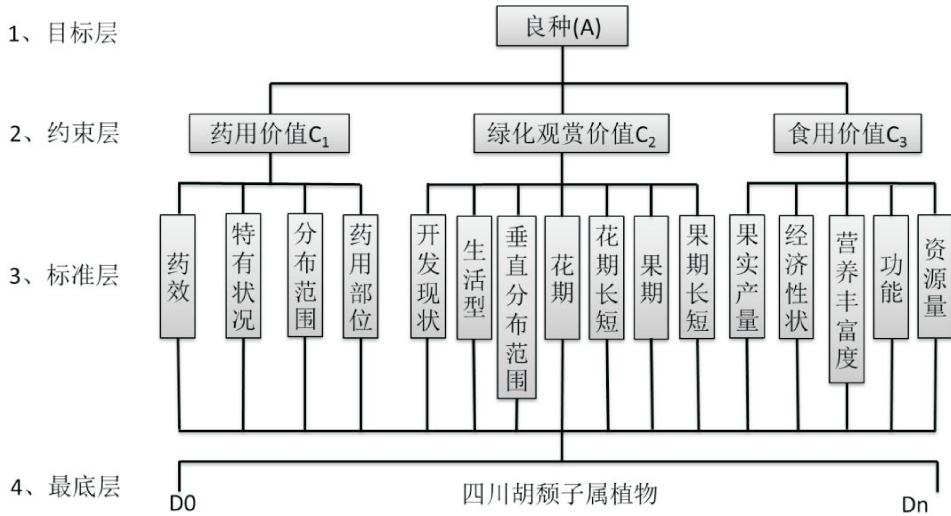 1、目标层
良种(A)
2、约束层
药用价值C₁
绿化观赏价值C₂
食用价值C₃
3、标准层
药效
特有状况
分布范围
药用部位
开发现状
生活型
垂直分布范围
花期
花期长短
果期
果期长短
果实产量
经济性状
营养丰富度
功能
资源量
4、最底层
D0
四川胡颓子属植物
Dn